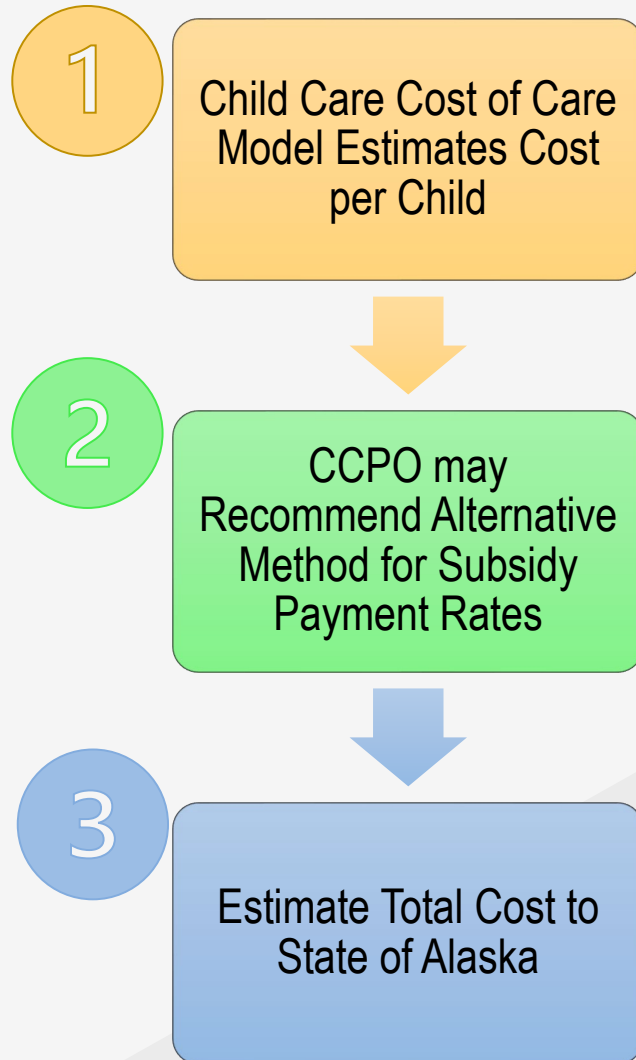 1
Child Care Cost of Care
Model Estimates Cost
per Child
2
CCPO may
Recommend Alternative
Method for Subsidy
Payment Rates
3
Estimate Total Cost to
State of Alaska